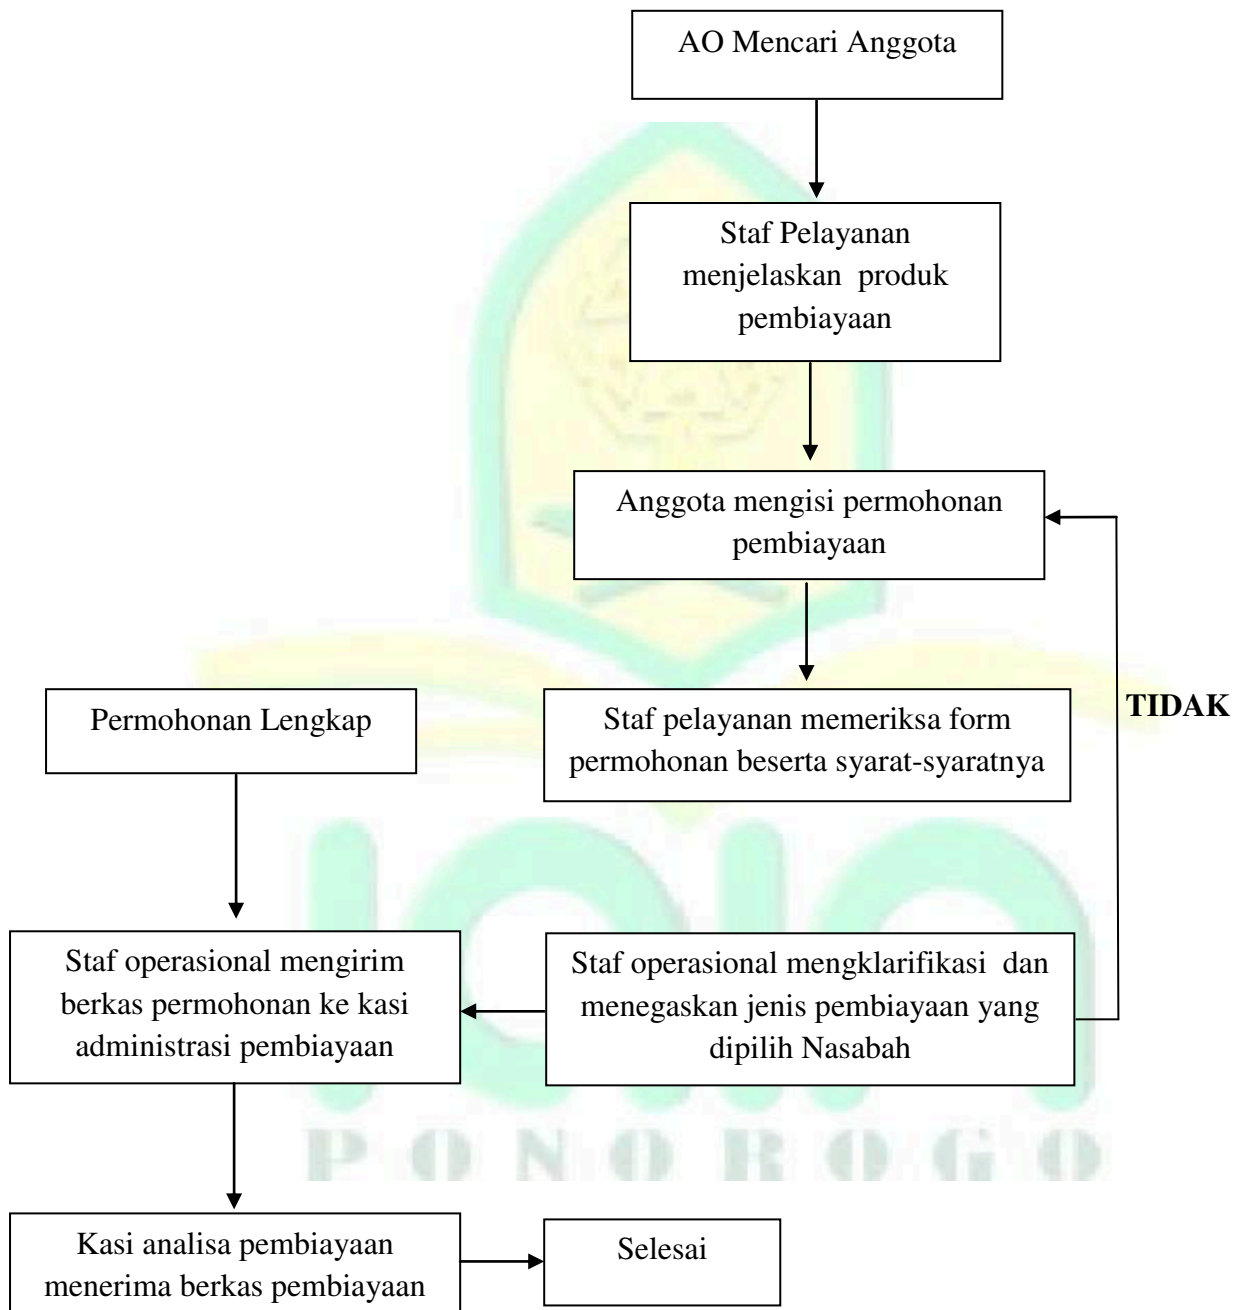 AO Mencari Anggota
Staf Pelayanan
menjelaskan produk
pembiayaan
Anggota mengisi permohonan
pembiayaan
TIDAK
Permohonan Lengkap
Staf pelayanan memeriksa form
permohonan beserta syarat-syaratnya
Staf operasional mengirim
berkas permohonan ke kasi
administrasi pembiayaan
Staf operasional mengklarifikasi dan
menegaskan jenis pembiayaan yang
dipilih Nasabah
iain
PONOROGO
Kasi analisa pembiayaan
menerima berkas pembiayaan
Selesai